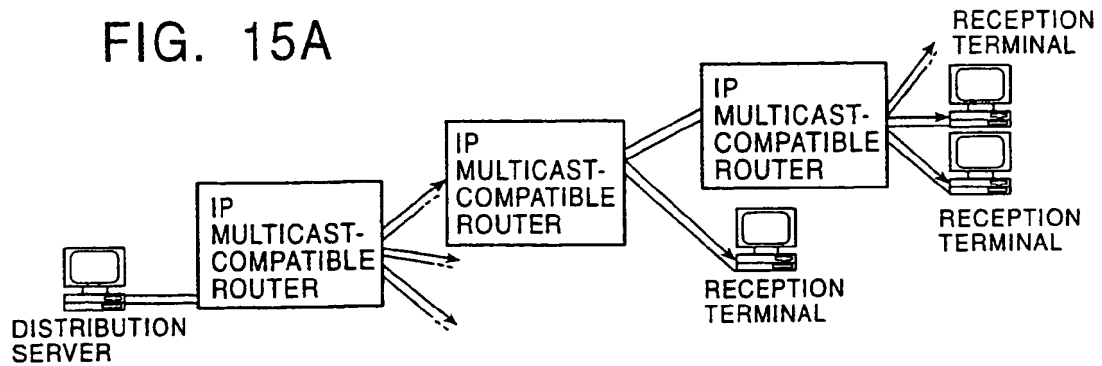 FIG. 15A
RECEPTION
TERMINAL
IP
MULTICAST-
COMPATIBLE
ROUTER
IP
MULTICAST-
COMPATIBLE
ROUTER
IP
MULTICAST-
COMPATIBLE
ROUTER
RECEPTION
TERMINAL
RECEPTION
TERMINAL
DISTRIBUTION
SERVER